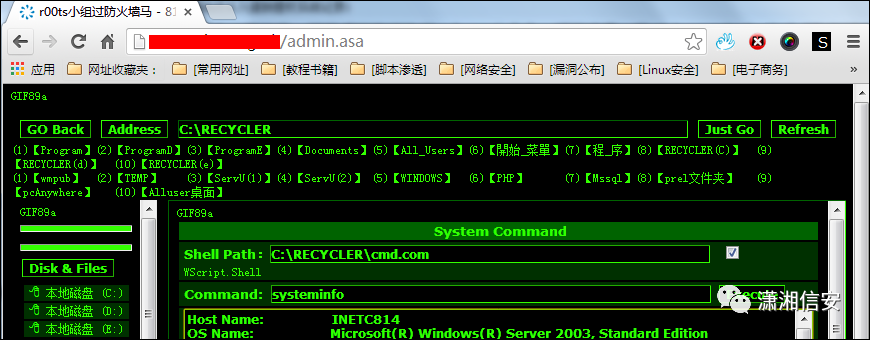 r00ts小组过防火墙马 - 81
/admin.asa
应用 网址收藏夹： [常用网址] [教程书籍] [脚本渗透] [网络安全] [漏洞公布] [Linux安全] [电子商务] »
GIF89a
GO Back Address C:\RECYCLER Just Go Refresh
(1)【Program】 (2)【ProgramD】 (3)【ProgramE】 (4)【Documents】 (5)【All_Users】 (6)【開始_菜單】 (7)【程_序】 (8)【RECYCLER(C)】 (9)
【RECYCLER(d)】 (10)【RECYCLER(e)】
(1)【wmpub】 (2)【TEMP】 (3)【ServU(1)】 (4)【ServU(2)】 (5)【WINDOWS】 (6)【PHP】 (7)【Mssql】 (8)【prel文件夹】 (9)
【pcAnywhere】 (10)【Alluser桌面】
GIF89a
Disk & Files
本地磁盘 (C:)
本地磁盘 (D:)
本地磁盘 (E:)
GIF89a
System Command
Shell Path: C:\RECYCLER\cmd.com
WScript.Shell
Command: systeminfo
Host Name: INETC814
OS Name: Microsoft(R) Windows(R) Server 2003, Standard Edition
潇湘信安